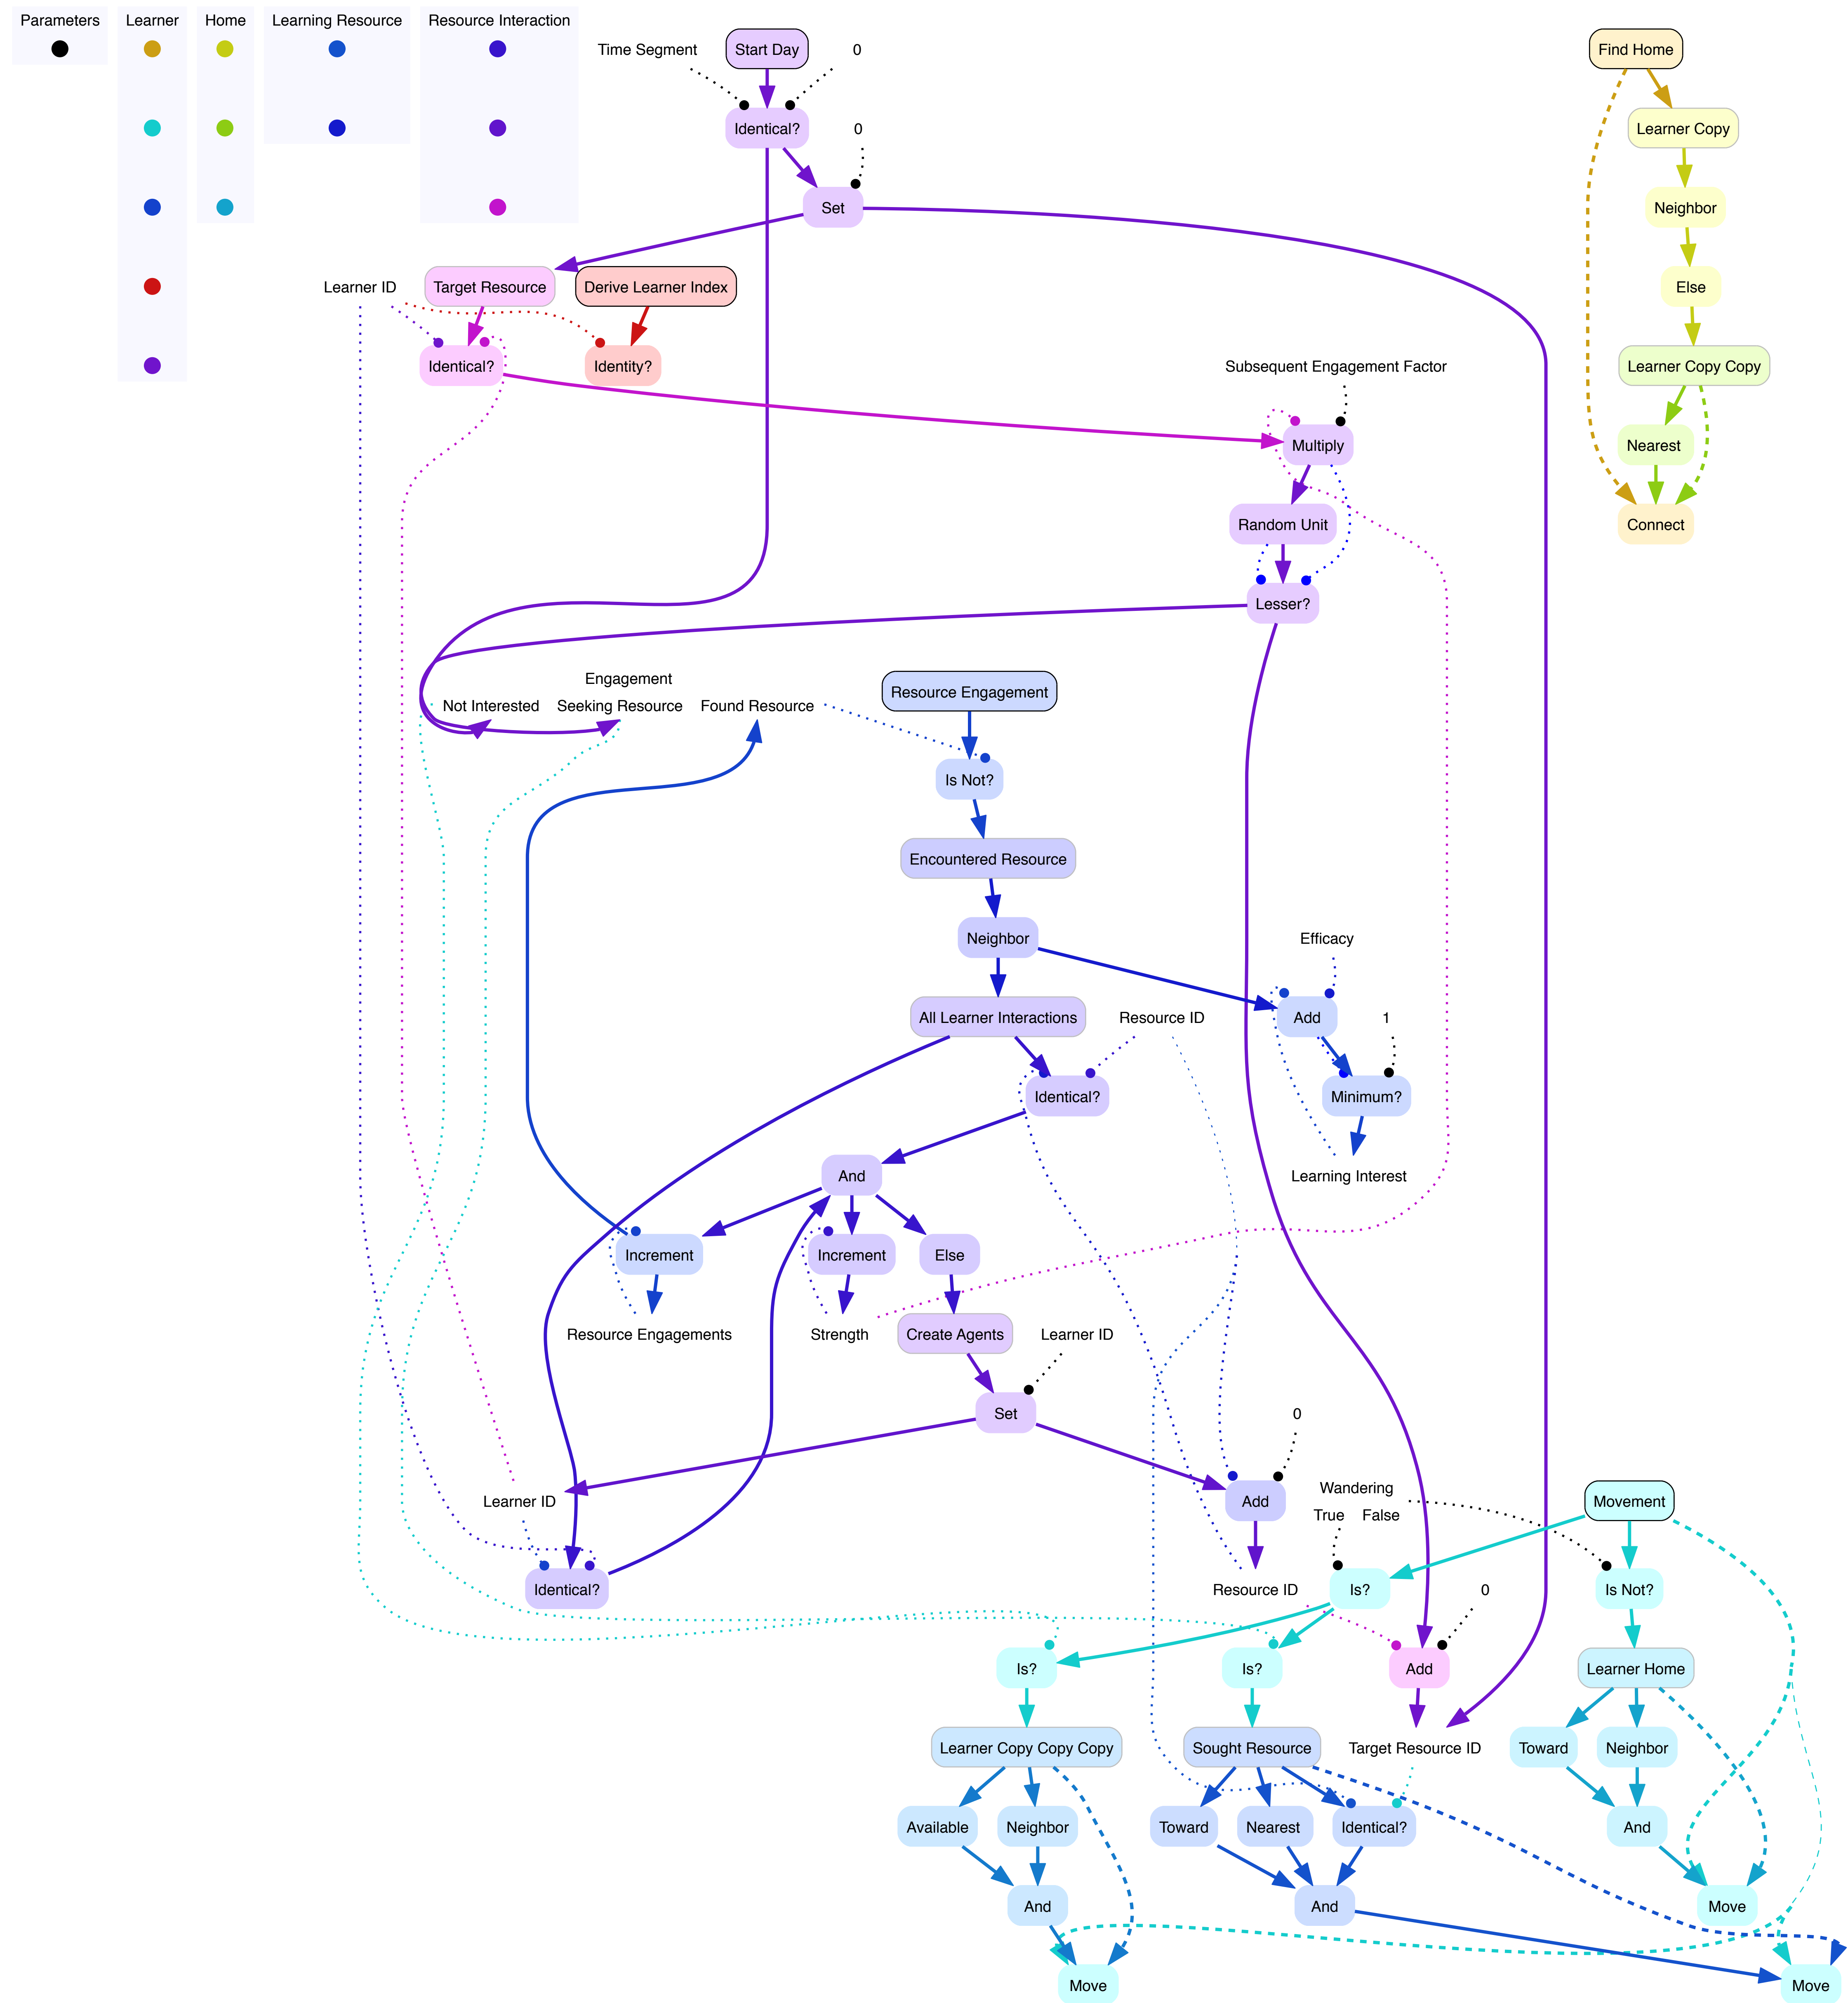 Parameters
Learner
Home
Learning Resource
Resource Interaction
Time Segment
Start Day
0
Find Home
Identical?
0
Learner Copy
Set
Neighbor
Learner ID
Target Resource
Derive Learner Index
Else
Identical?
Identity?
Subsequent Engagement Factor
Learner Copy Copy
Multiply
Nearest
Random Unit
Connect
Lesser?
Engagement
Not Interested
Seeking Resource
Found Resource
Resource Engagement
Is Not?
Encountered Resource
Neighbor
Efficacy
All Learner Interactions
Resource ID
Add
1
Identical?
Minimum?
And
Learning Interest
Increment
Increment
Else
Resource Engagements
Strength
Create Agents
Learner ID
Set
0
Learner ID
Add
Wandering
True
False
Movement
Identical?
Resource ID
Is?
0
Is Not?
Is?
Is?
Add
Learner Home
Learner Copy Copy Copy
Sought Resource
Target Resource ID
Toward
Neighbor
Available
Neighbor
Toward
Nearest
Identical?
And
And
And
Move
Move
Move